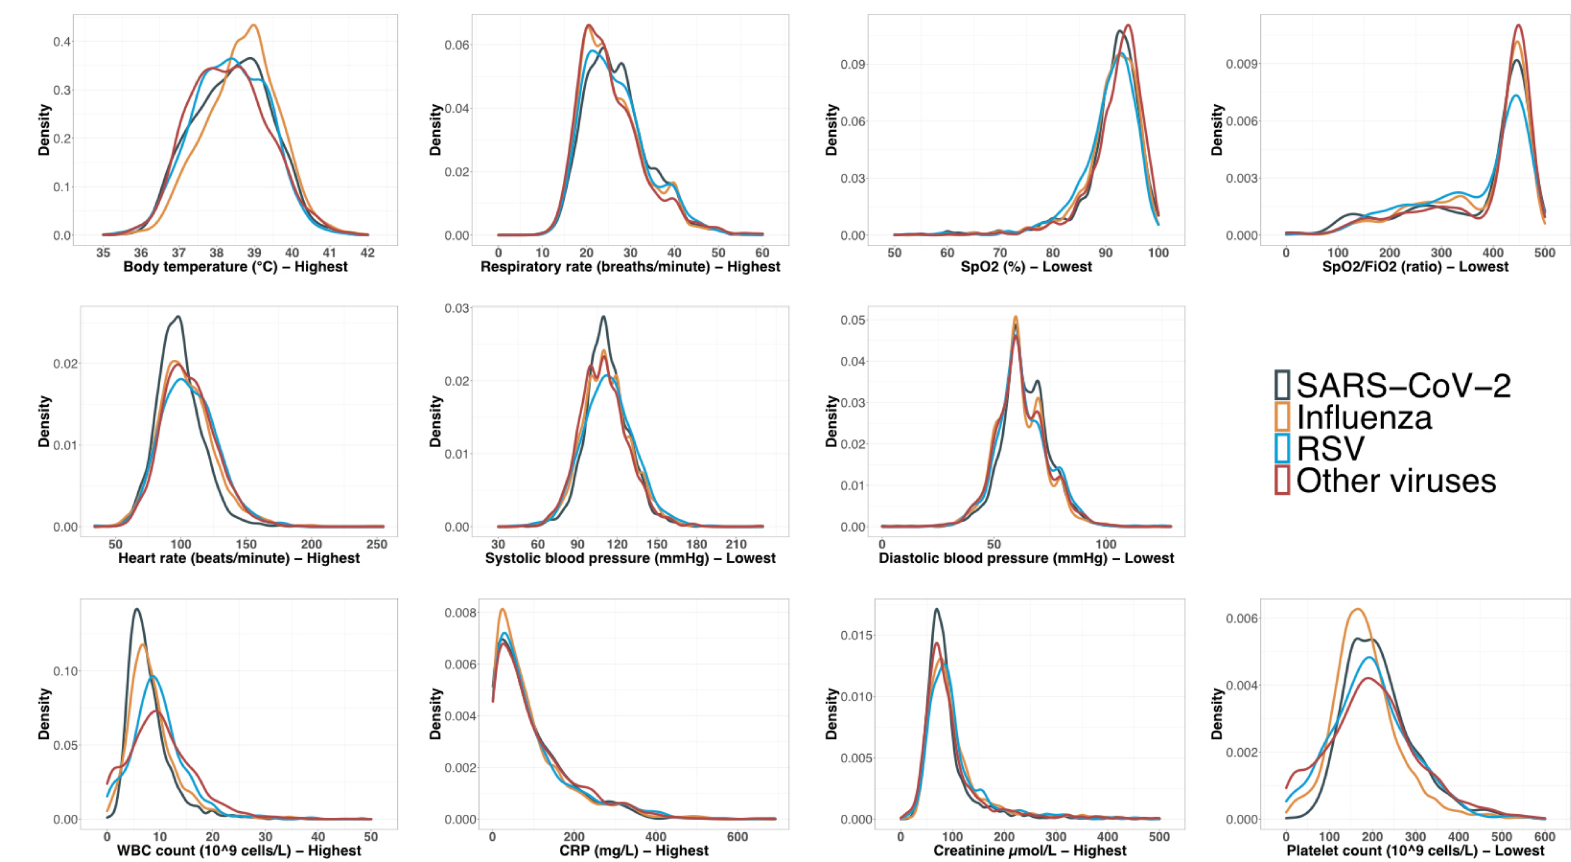 Density
0.4
0.3
0.2
0.1
0.0
35 36 37 38 39 40 41 42
Body temperature (°C) – Highest
Density
0.06
0.04
0.02
0.00
0 10 20 30 40 50 60
Respiratory rate (breaths/minute) – Highest
Density
0.09
0.06
0.03
0.00
50 60 70 80 90 100
SpO2 (%) – Lowest
Density
0.009
0.006
0.003
0.000
0 100 200 300 400 500
SpO2/FiO2 (ratio) – Lowest
Density
0.02
0.01
0.00
50 100 150 200 250
Heart rate (beats/minute) – Highest
Density
0.03
0.02
0.01
0.00
30 60 90 120 150 180 210
Systolic blood pressure (mmHg) – Lowest
Density
0.05
0.04
0.03
0.02
0.01
0.00
0 50 100
Diastolic blood pressure (mmHg) – Lowest
SARS–CoV–2
Influenza
RSV
Other viruses
Density
0.10
0.05
0.00
0 10 20 30 40 50
WBC count (10^9 cells/L) – Highest
Density
0.008
0.006
0.004
0.002
0.000
0 200 400 600
CRP (mg/L) – Highest
Density
0.015
0.010
0.005
0.000
0 100 200 300 400 500
Creatinine µmol/L – Highest
Density
0.006
0.004
0.002
0.000
0 100 200 300 400 500 600
Platelet count (10^9 cells/L) – Lowest